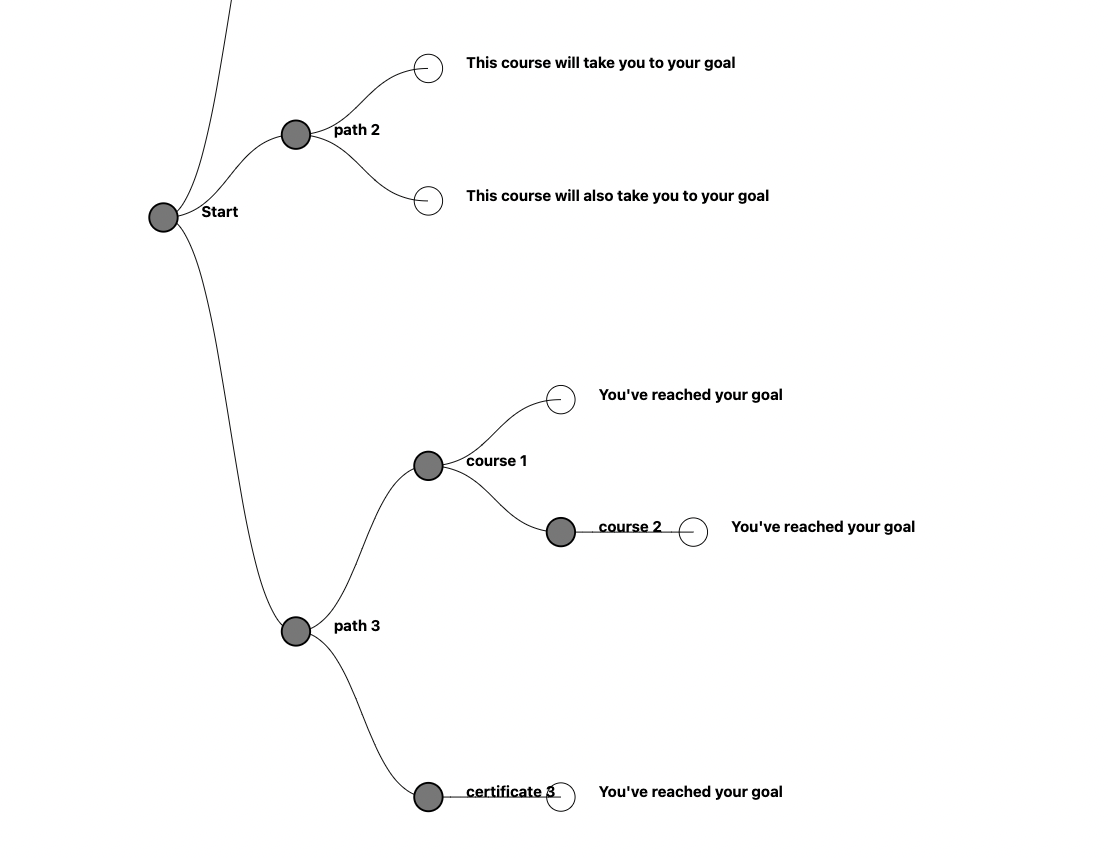 This course will take you to your goal
path 2
This course will also take you to your goal
Start
You've reached your goal
course 1
course 2
You've reached your goal
path 3
certificate 3
You've reached your goal